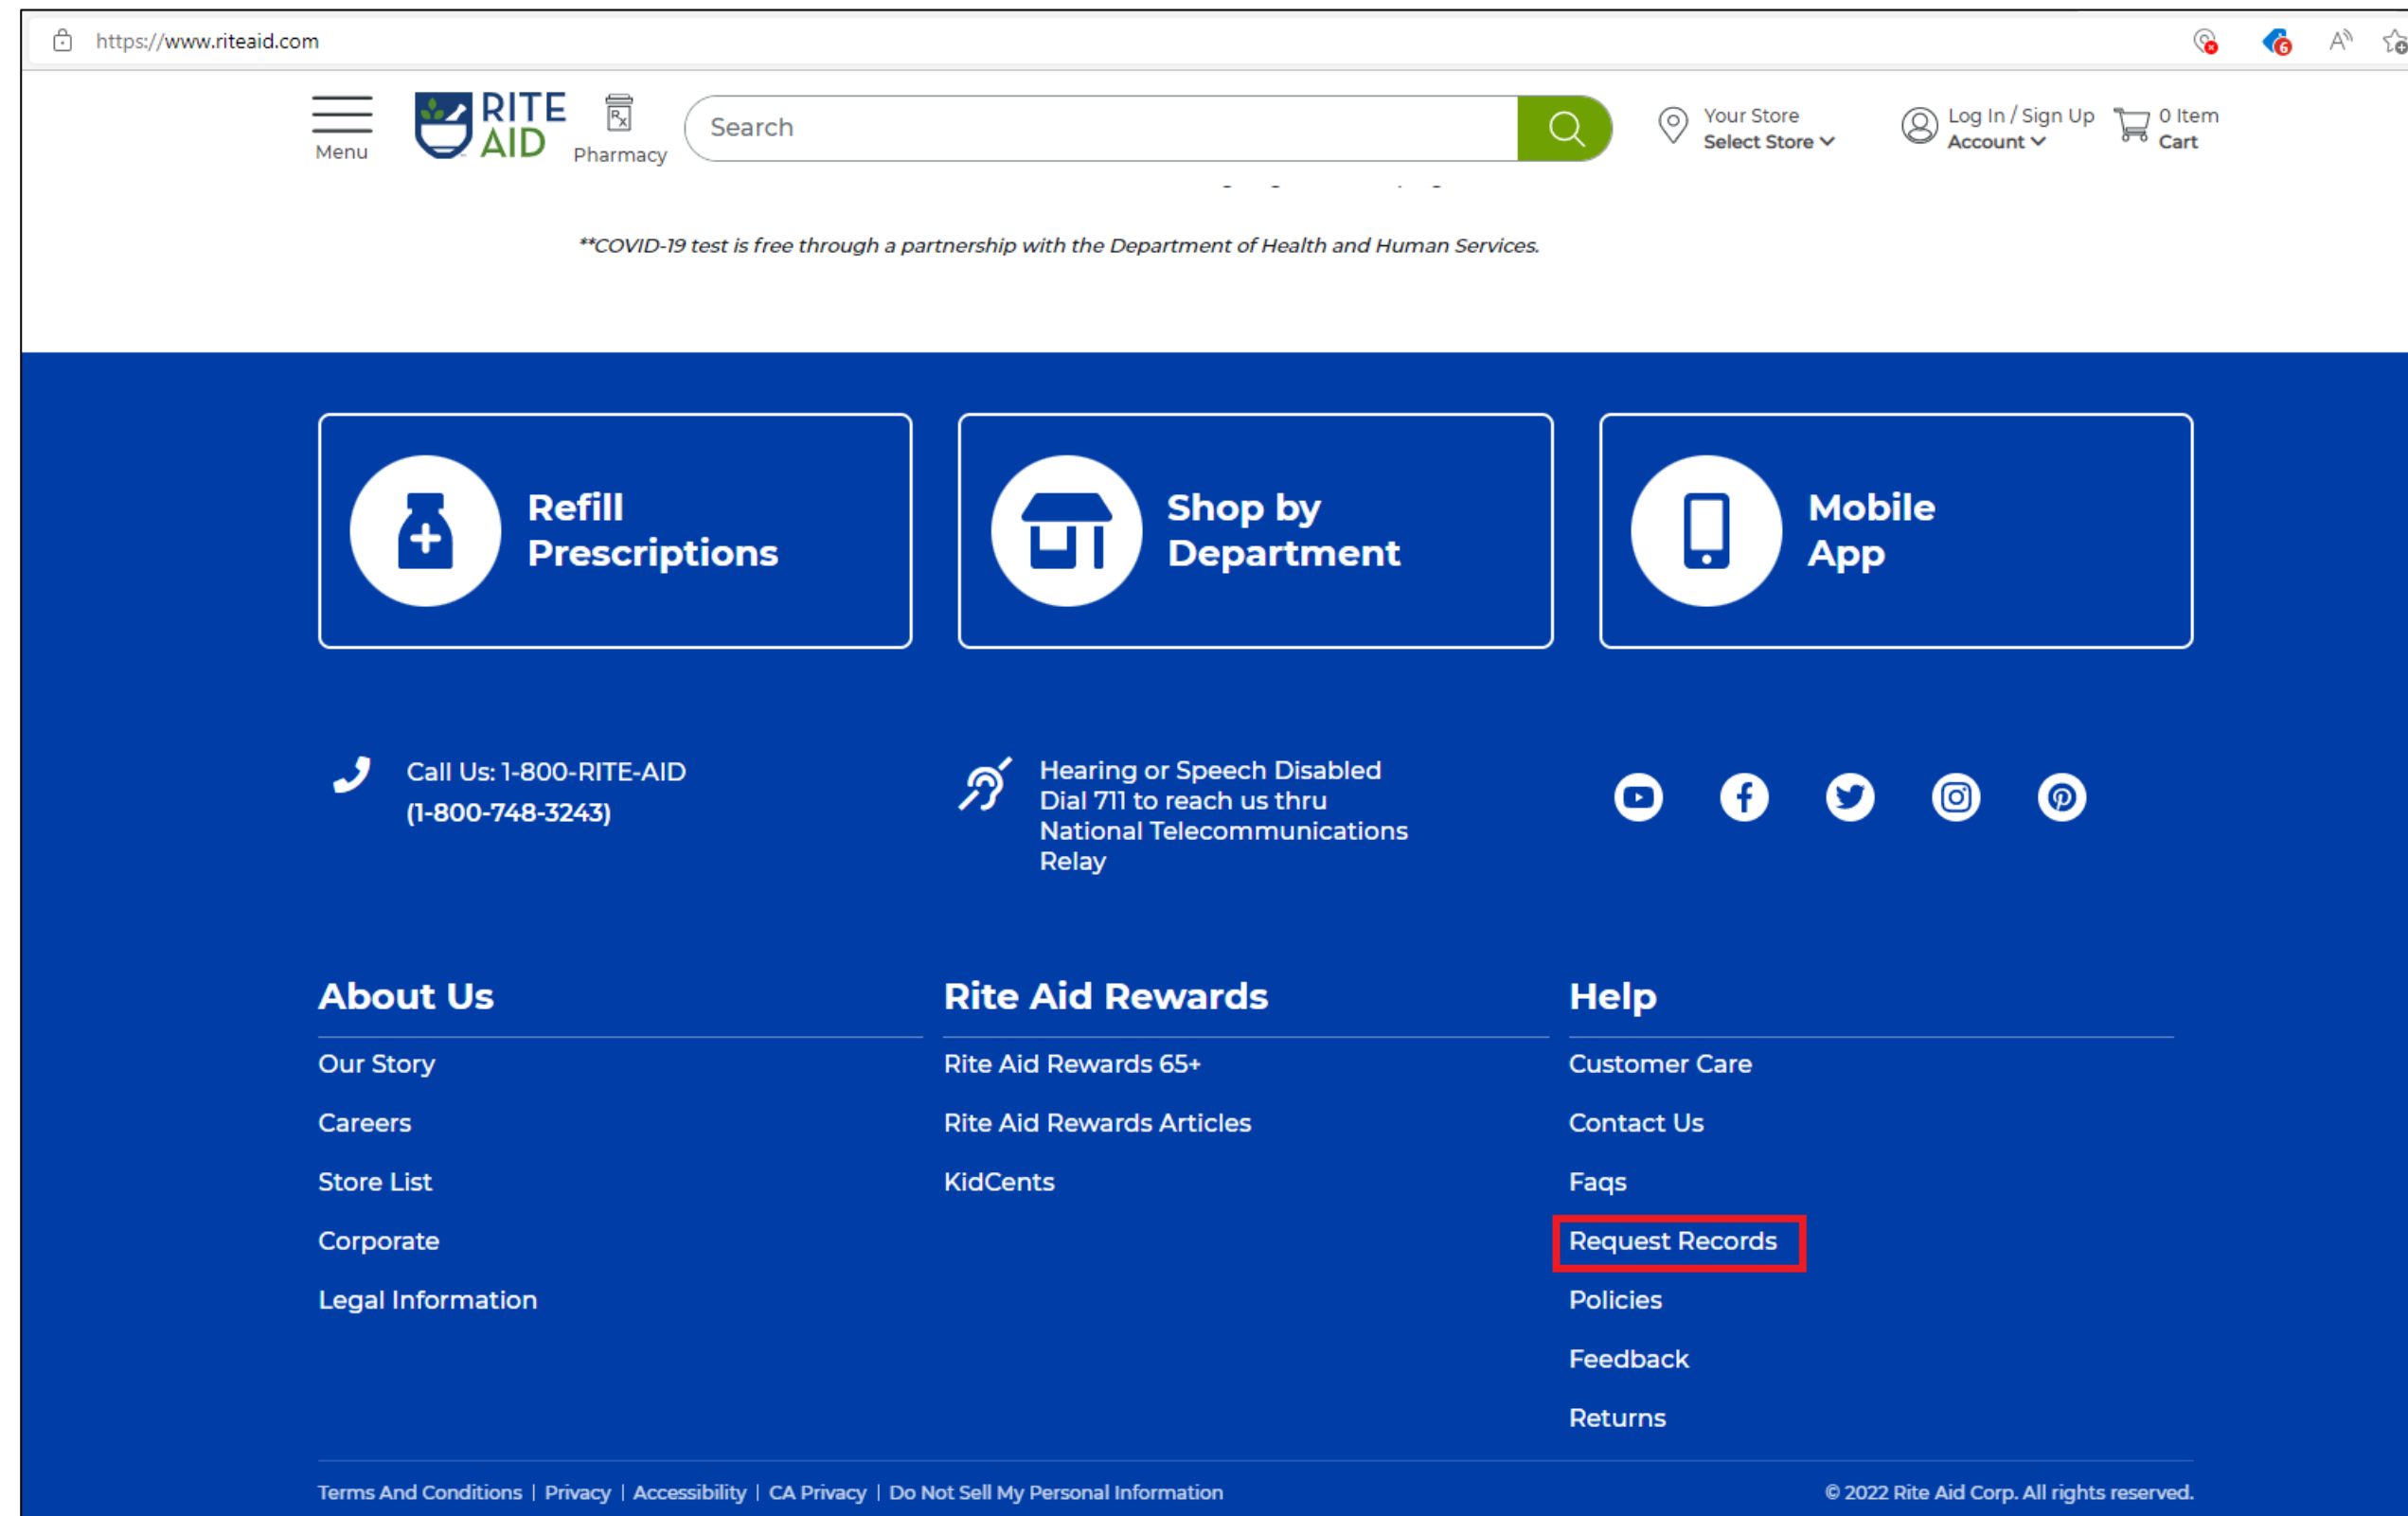 https://www.riteaid.com
6
Menu
RITE AID
Rx
Pharmacy
Search
Your Store
Select Store
Log In / Sign Up
Account
0 Item
Cart
**COVID-19 test is free through a partnership with the Department of Health and Human Services.
Refill
Prescriptions
Shop by
Department
Mobile
App
Call Us: 1-800-RITE-AID
(1-800-748-3243)
Hearing or Speech Disabled
Dial 711 to reach us thru
National Telecommunications
Relay
About Us
Our Story
Careers
Store List
Corporate
Legal Information
Rite Aid Rewards
Rite Aid Rewards 65+
Rite Aid Rewards Articles
KidCents
Help
Customer Care
Contact Us
Faqs
Request Records
Policies
Feedback
Returns
Terms And Conditions | Privacy | Accessibility | CA Privacy | Do Not Sell My Personal Information
© 2022 Rite Aid Corp. All rights reserved.